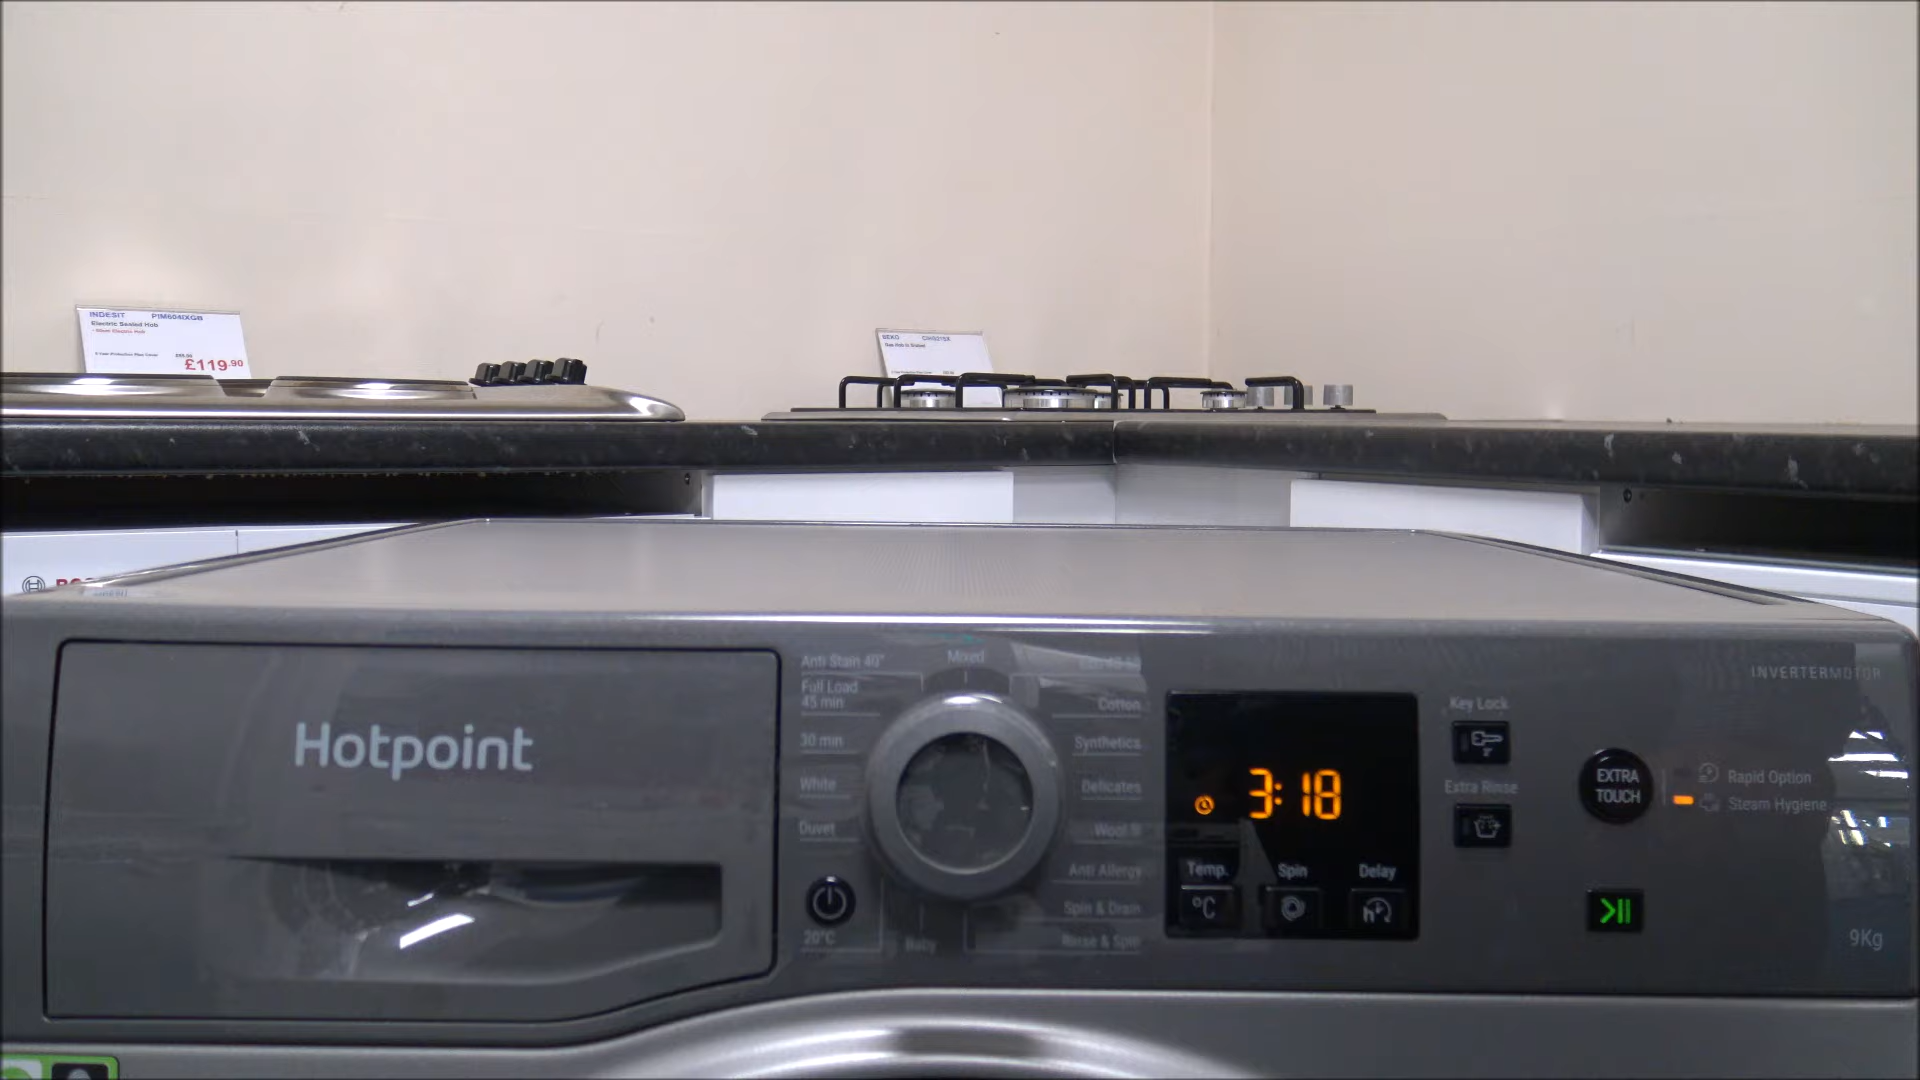 INDESIT PIM604IXGB
Electric Sealed Hob
£119.90
BEKO
Hotpoint
Anti Stain 40°
Full Load
45 min
30 min
White
Duvet
20°C
Mixed
Baby
Cotton
Synthetics
Delicates
Wool
Anti Allergy
Spin & Drain
Rinse & Spin
3:18
Temp.
°C
Spin
Delay
h
Key Lock
Extra Rinse
EXTRA
TOUCH
Rapid Option
Steam Hygiene
INVERTERMOTOR
9Kg